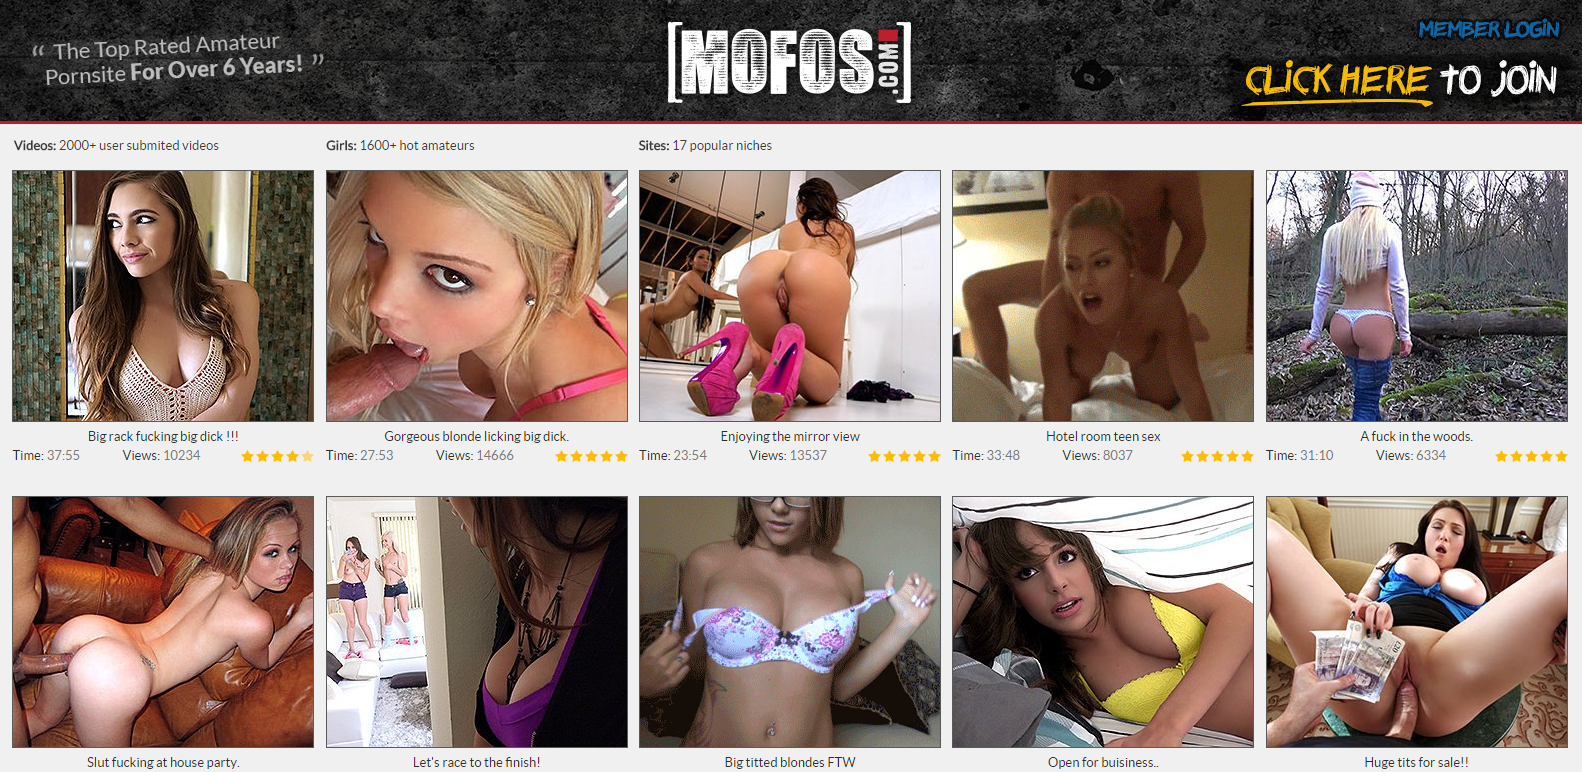 “ The Top Rated Amateur
Pornsite For Over 6 Years! ”
[MOFOS.COM]
MEMBER LOGIN
CLICK HERE TO JOIN
Videos: 2000+ user submited videos
Girls: 1600+ hot amateurs
Sites: 17 popular niches
Big rack fucking big dick !!!
Time: 37:55 Views: 10234
Gorgeous blonde licking big dick.
Time: 27:53 Views: 14666
Enjoying the mirror view
Time: 23:54 Views: 13537
Hotel room teen sex
Time: 33:48 Views: 8037
A fuck in the woods.
Time: 31:10 Views: 6334
Slut fucking at house party.
Let's race to the finish!
Big titted blondes FTW
Open for buisiness..
Huge tits for sale!!